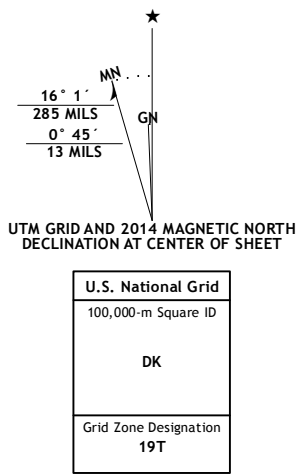 MN
GN
16° 1´
285 MILS
0° 45´
13 MILS
UTM GRID AND 2014 MAGNETIC NORTH
DECLINATION AT CENTER OF SHEET
U.S. National Grid
100,000-m Square ID
DK
Grid Zone Designation
19T